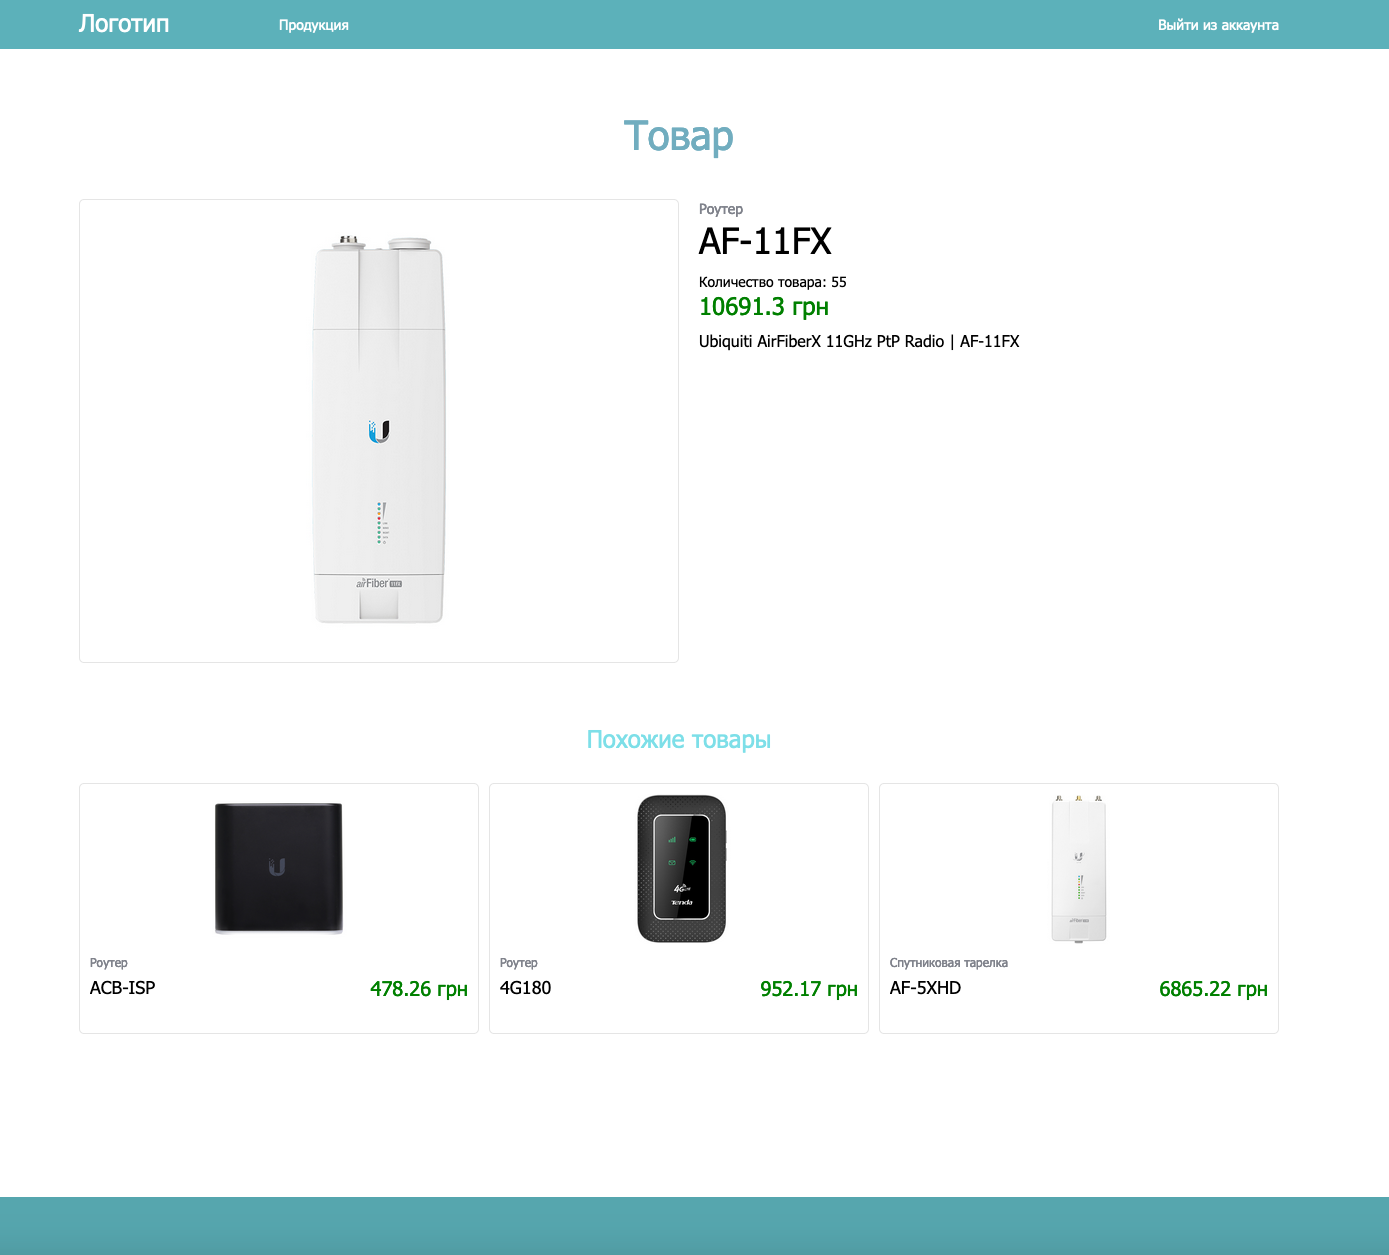 Логотип
Продукция
Выйти из аккаунта
Товар
Роутер
AF-11FX
Количество товара: 55
10691.3 грн
Ubiquiti AirFiberX 11GHz PtP Radio | AF-11FX
airFiber
Похожие товары
4G
Tenda
Роутер
ACB-ISP
478.26 грн
Роутер
4G180
952.17 грн
Спутниковая тарелка
AF-5XHD
6865.22 грн